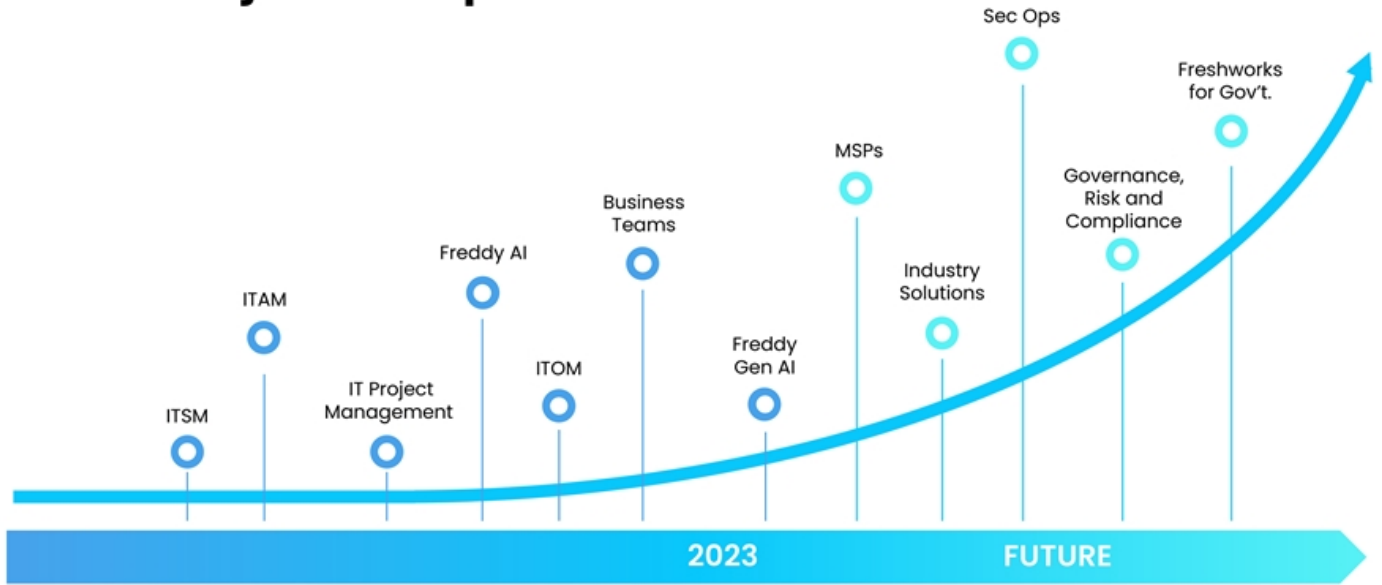 Sec Ops
Freshworks
for Gov't.
MSPs
Governance,
Risk and
Compliance
Business
Teams
Freddy AI
Industry
Solutions
ITAM
Freddy
Gen AI
ITOM
IT Project
Management
ITSM
2023
FUTURE